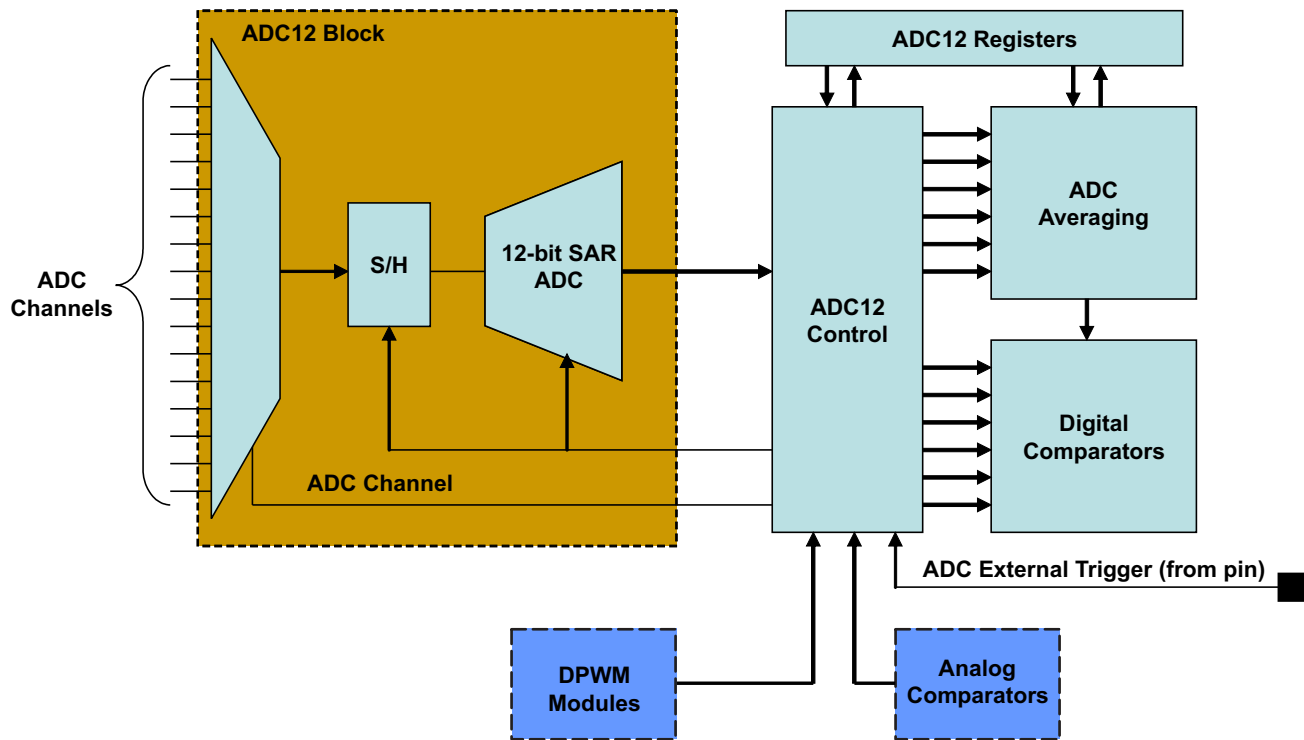 ADC12 Block
ADC12 Registers
ADC
Averaging
ADC
Channels
S/H
12-bit SAR
ADC
ADC12
Control
Digital
Comparators
ADC Channel
ADC External Trigger (from pin)
DPWM
Modules
Analog
Comparators